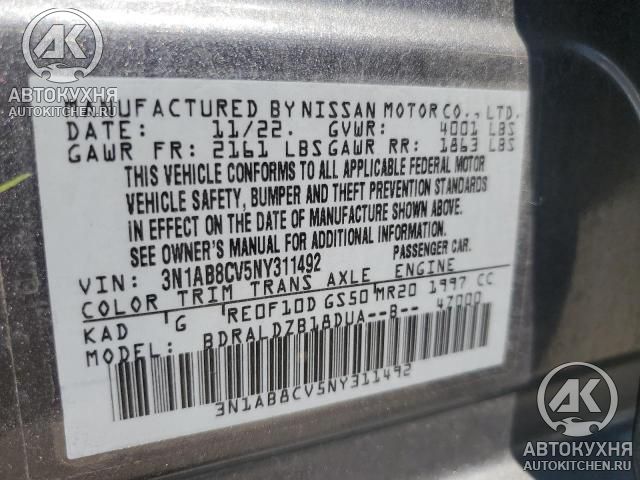 AK
АВТОКУХНЯ
AUTOKITCHEN.RU
MANUFACTURED BY NISSAN MOTOR CO., LTD.
DATE: 11/22. GVWR: 4001 LBS
GAWR FR: 2161 LBS GAWR RR: 1863 LBS
THIS VEHICLE CONFORMS TO ALL APPLICABLE FEDERAL MOTOR
VEHICLE SAFETY, BUMPER AND THEFT PREVENTION STANDARDS
IN EFFECT ON THE DATE OF MANUFACTURE SHOWN ABOVE.
SEE OWNER'S MANUAL FOR ADDITIONAL INFORMATION.
VIN: 3N1AB8CV5NY311492 PASSENGER CAR.
COLOR TRIM TRANS AXLE ENGINE
KAD G RE0F10D GS50 MR20 1997 CC
MODEL: BDRALDZB18DUA--B-- 47000
3N1AB8CV5NY311492
AK
АВТОКУХНЯ
AUTOKITCHEN.RU